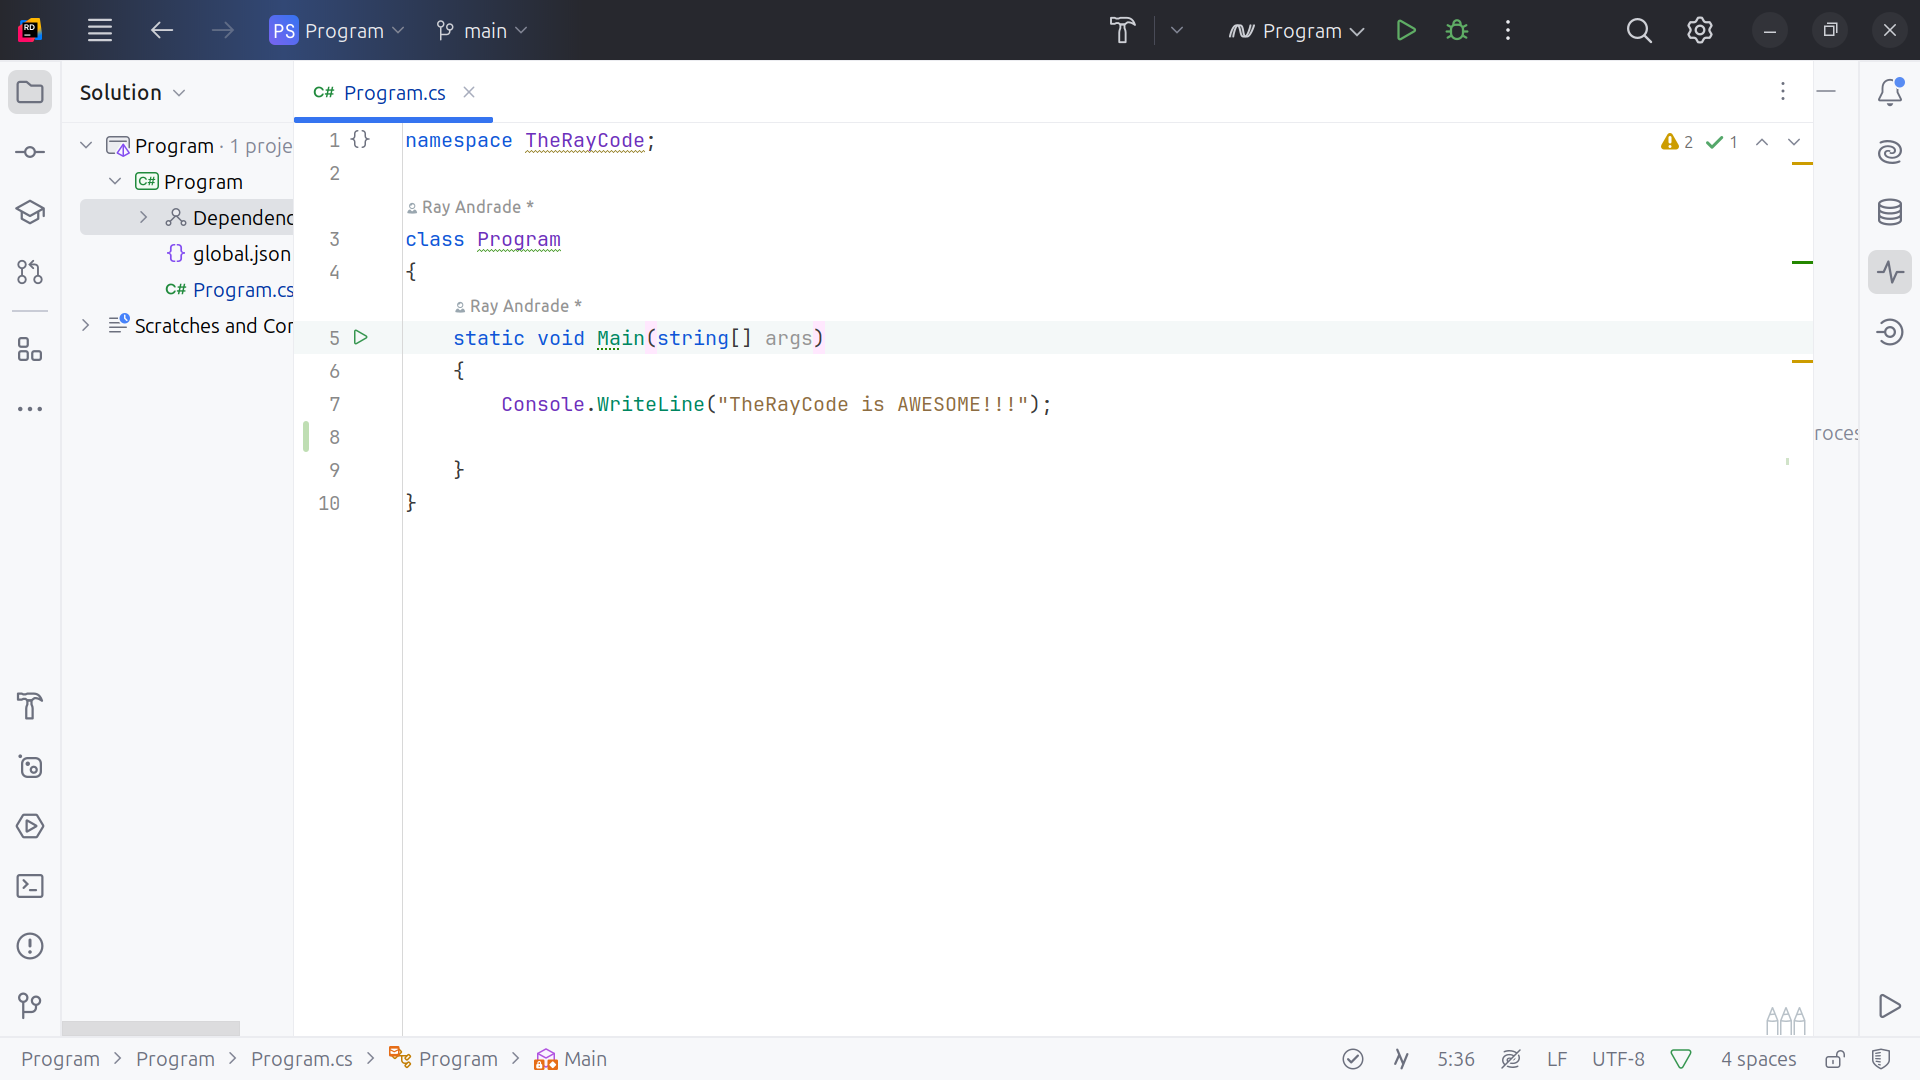 RD
PS Program
main
Program
Solution
C# Program.cs
Program · 1 proje
C# Program
Dependenc
{} global.json
C# Program.cs
Scratches and Cor
1 {} namespace TheRayCode;
2
Ray Andrade *
3 class Program
4 {
Ray Andrade *
5 static void Main(string[] args)
6 {
7 Console.WriteLine("TheRayCode is AWESOME!!!");
8
9 }
10 }
2 1
roces
Program > Program > Program.cs > Program > Main
5:36 LF UTF-8 4 spaces